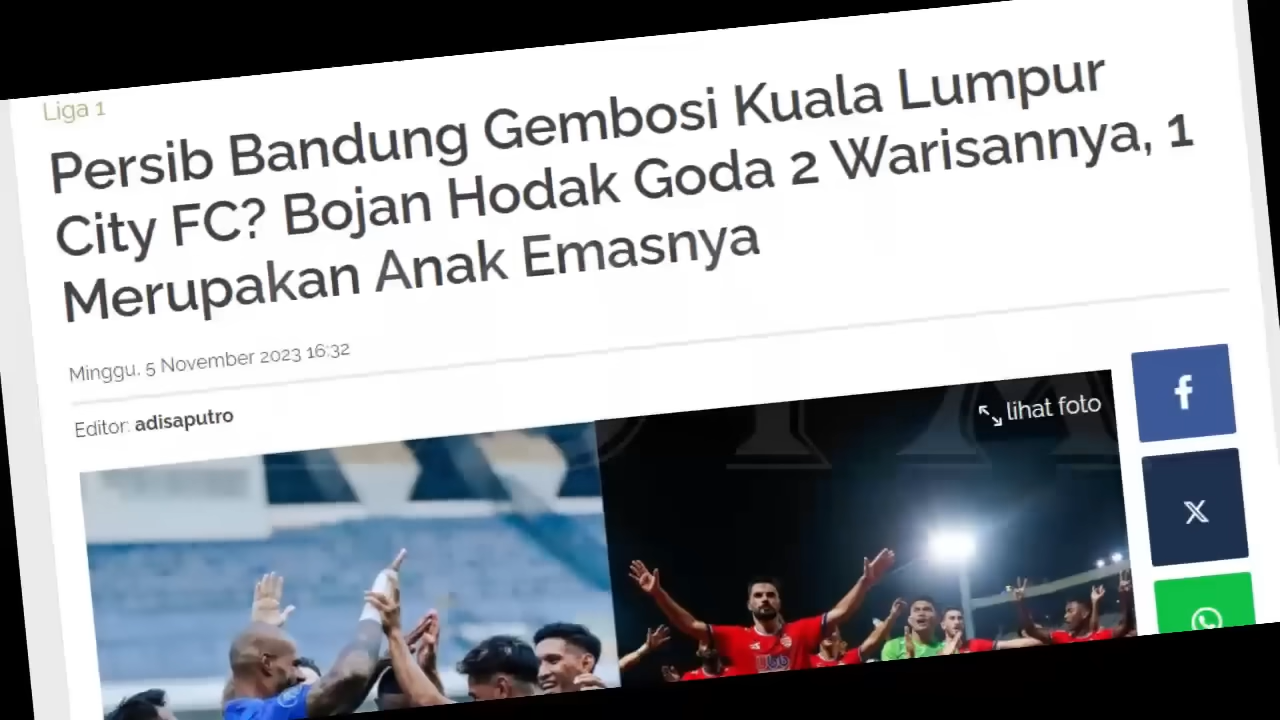 Liga 1
Persib Bandung Gembosi Kuala Lumpur
City FC? Bojan Hodak Goda 2 Warisannya, 1
Merupakan Anak Emasnya
Minggu, 5 November 2023 16:32
Editor: adisaputro
lihat foto